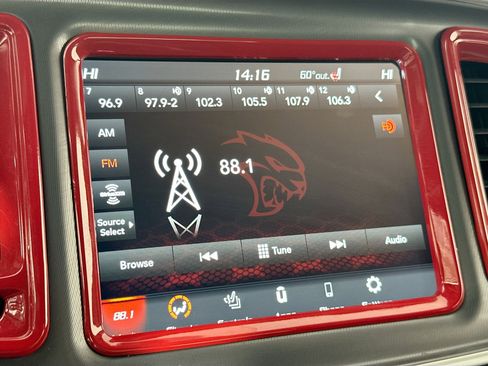 HI 14:16 60°out. HI
7 8 9 10 11 12
96.9 97.9-2 102.3 105.5 107.9 106.3
AM
FM
88.1
Source
Select
Browse Tune Audio
88.1